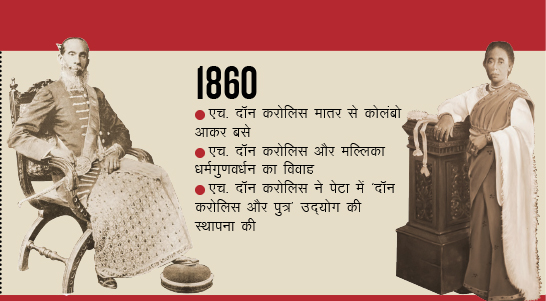 1860
● एच. दॉन करोलिस मातर से कोलंबो
आकर बसे
● एच. दॉन करोलिस और मल्लिका
धर्मगुणवर्धन का विवाह
● एच. दॉन करोलिस ने पेटा में 'दॉन
करोलिस और पुत्र' उद्योग की
स्थापना की